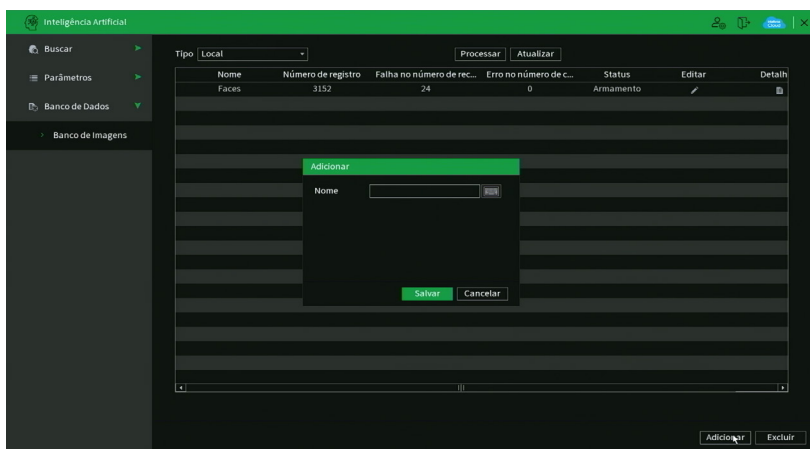 Inteligência Artificial
Buscar
Parâmetros
Banco de Dados
Banco de Imagens
Tipo Local Processar Atualizar
Nome Número de registro Falha no número de rec... Erro no número de c... Status Editar Detalh
Faces 3152 24 0 Armamento
Adicionar
Nome
Salvar Cancelar
Adicionar Excluir